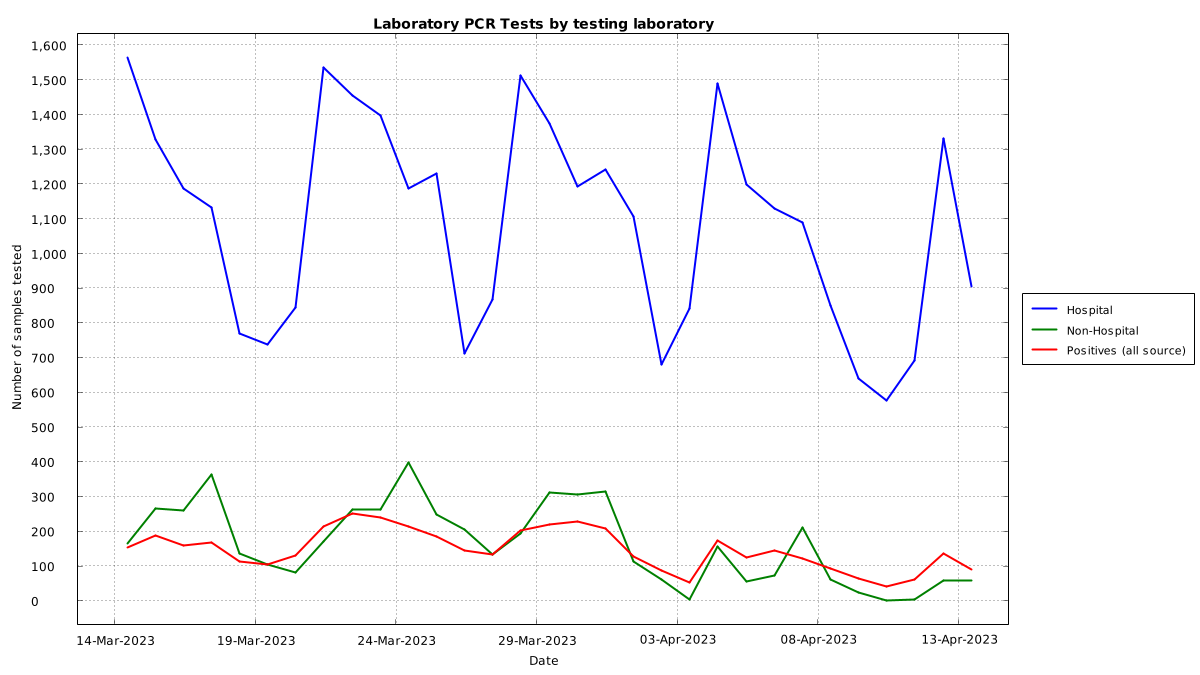 Laboratory PCR Tests by testing laboratory
1,600
1,500
1,400
1,300
1,200
1,100
1,000
900
800
700
600
500
400
300
200
100
0
Number of samples tested
14-Mar-2023 19-Mar-2023 24-Mar-2023 29-Mar-2023 03-Apr-2023 08-Apr-2023 13-Apr-2023
Date
Hospital
Non-Hospital
Positives (all source)